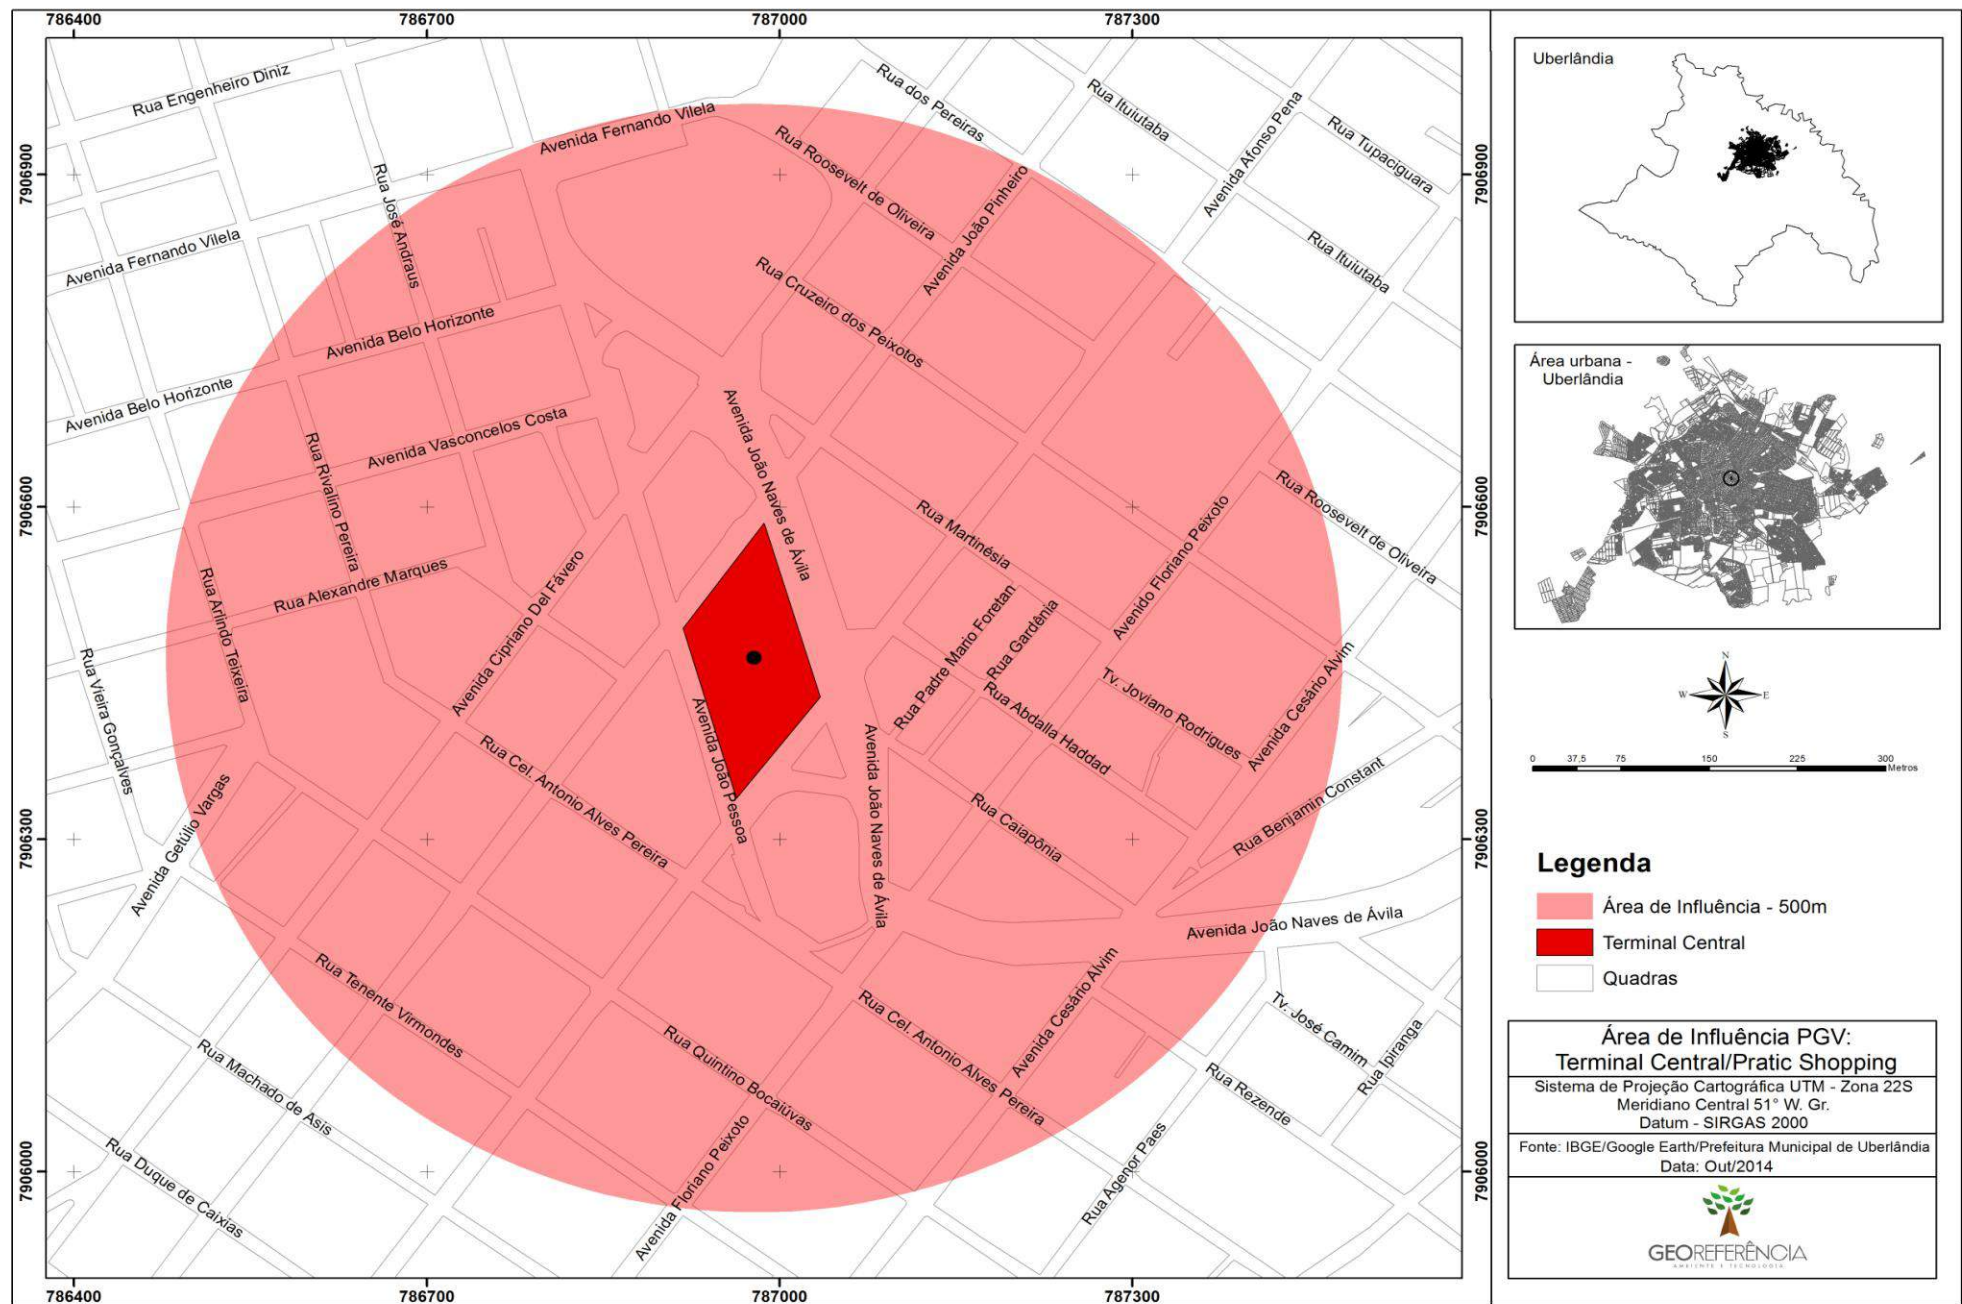 786400
786700
787000
787300
7906900
7906600
7906300
7906000
7906900
7906600
7906300
7906000
Rua Engenheiro Diniz
Avenida Fernando Vilela
Rua dos Pereiras
Rua Ituiutaba
Avenida Afonso Pena
Rua Tupaciguara
Rua José Andraus
Rua Roosevelt de Oliveira
Avenida João Pinheiro
Avenida Fernando Vilela
Rua Ituiutaba
Rua Cruzeiro dos Peixotos
Avenida Belo Horizonte
Avenida Belo Horizonte
Avenida Vasconcelos Costa
Avenida João Naves de Ávila
Rua Rivalino Pereira
Rua Martinésia
Rua Roosevelt de Oliveira
Avenido Floriano Peixoto
Rua Alexandre Marques
Rua Arlindo Teixeira
Avenida Cipriano Del Fávero
Rua Padre Mario Foretan
Rua Gardênia
Rua Vieira Gonçalves
Rua Abdalla Haddad
Tv. Joviano Rodrigues
Avenida Cesário Alvim
Avenida João Pessoa
Avenida João Naves de Ávila
Rua Cel. Antonio Alves Pereira
Rua Caiapônia
Rua Benjamin Constant
Avenida Getúlio Vargas
Avenida João Naves de Ávila
Rua Tenente Virmondes
Avenida Cesário Alvim
Rua Cel. Antonio Alves Pereira
Rua Quintino Bocaiúvas
Tv. José Camim
Rua Ipiranga
Rua Machado de Asis
Rua Rezende
Rua Duque de Caixias
Avenida Floriano Peixoto
Rua Agenor Paes
786400
786700
787000
787300
Uberlândia
Área urbana -
Uberlândia
N
W
E
S
0 37,5 75 150 225 300
Metros
Legenda
Área de Influência - 500m
Terminal Central
Quadras
Área de Influência PGV:
Terminal Central/Pratic Shopping
Sistema de Projeção Cartográfica UTM - Zona 22S
Meridiano Central 51° W. Gr.
Datum - SIRGAS 2000
Fonte: IBGE/Google Earth/Prefeitura Municipal de Uberlândia
Data: Out/2014
GEOREFERÊNCIA
AMBIENTE E TECNOLOGIA